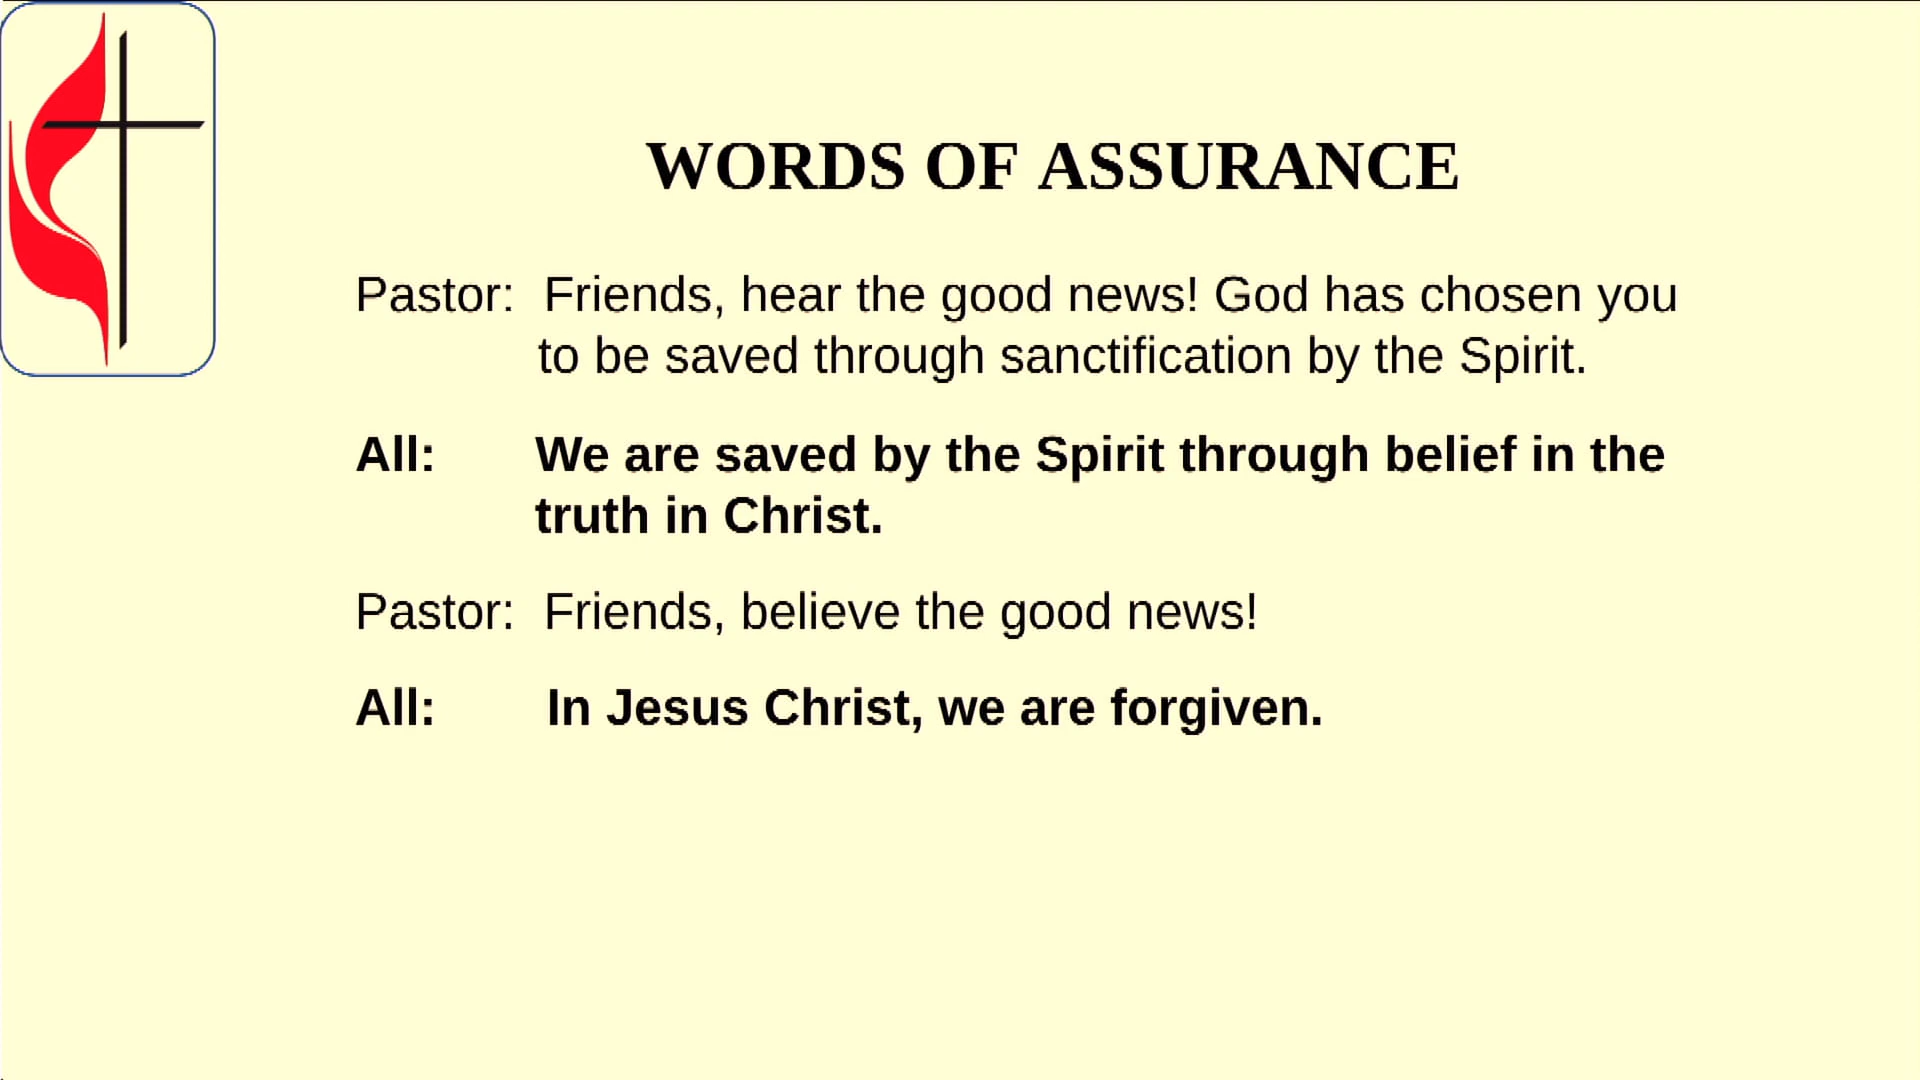 WORDS OF ASSURANCE
Pastor: Friends, hear the good news! God has chosen you
to be saved through sanctification by the Spirit.
All: We are saved by the Spirit through belief in the
truth in Christ.
Pastor: Friends, believe the good news!
All: In Jesus Christ, we are forgiven.